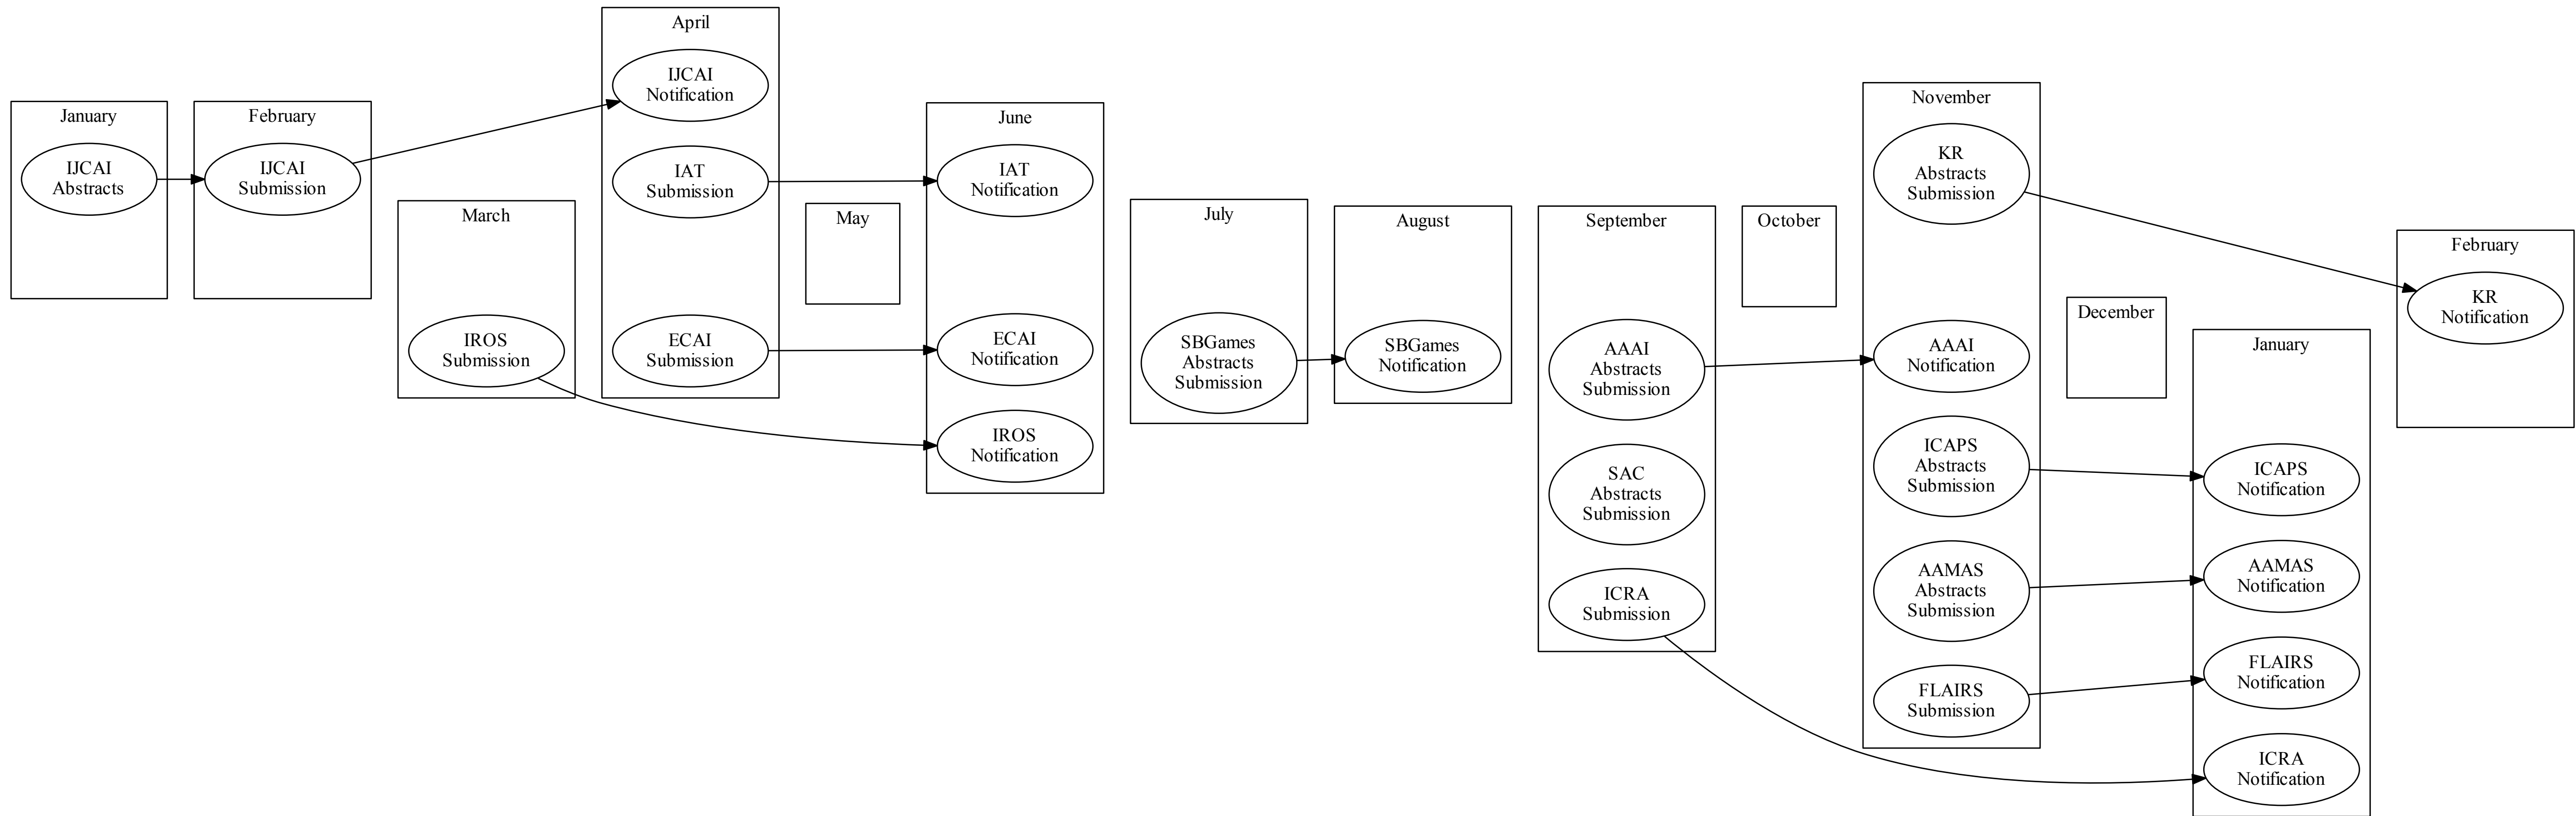 January
IJCAI
Abstracts
February
IJCAI
Submission
March
IROS
Submission
April
IJCAI
Notification
IAT
Submission
ECAI
Submission
May
June
IAT
Notification
ECAI
Notification
IROS
Notification
July
SBGames
Abstracts
Submission
August
SBGames
Notification
September
AAAI
Abstracts
Submission
SAC
Abstracts
Submission
ICRA
Submission
October
November
KR
Abstracts
Submission
AAAI
Notification
ICAPS
Abstracts
Submission
AAMAS
Abstracts
Submission
FLAIRS
Submission
December
January
ICAPS
Notification
AAMAS
Notification
FLAIRS
Notification
ICRA
Notification
February
KR
Notification